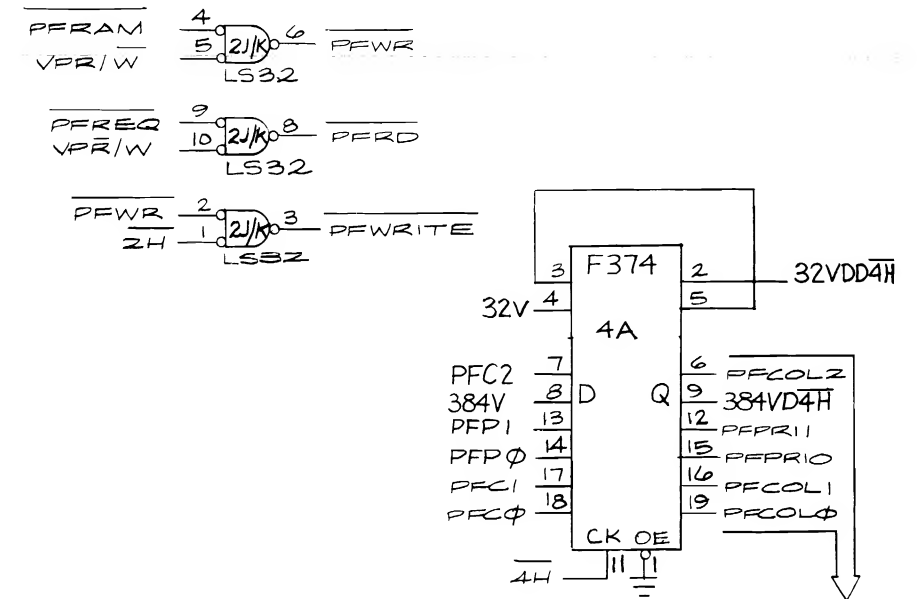 PFRAM 4
VPR/W 5 2J/K 6 PFWR
LS32
PFREQ 9
VPR/W 10 2J/K 8 PFRD
LS32
PFWR 2
2H 1 2J/K 3 PFWRITE
LS32
3 F374 2 32VDD4H
32V 4 5
4A
PFC2 7 6 PFCOL2
384V 8 D Q 9 384VD4H
PFP1 13 12 PFPR11
PFPØ 14 15 PFPR10
PFC1 17 16 PFCOL1
PFCØ 18 19 PFCOLØ
CK OE
4H 11 1